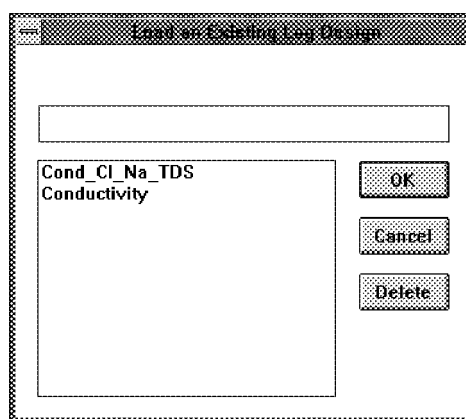 Load an Existing Log Design
Cond_Cl_Na_TDS
Conductivity
OK
Cancel
Delete